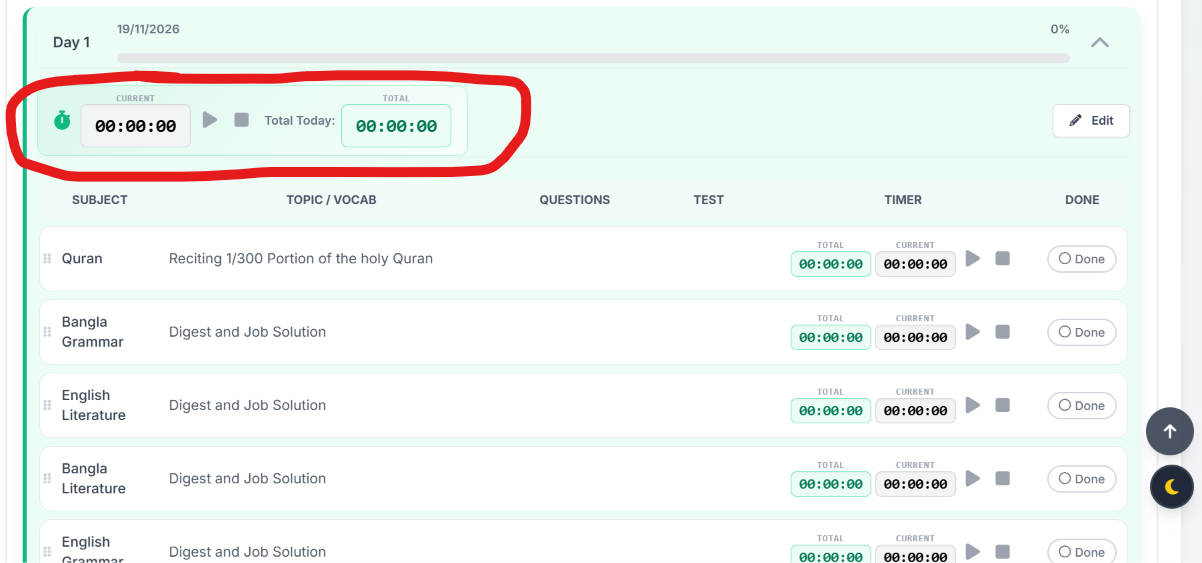 19/11/2026
0%
Day 1
CURRENT
TOTAL
00:00:00
Total Today:
00:00:00
Edit
SUBJECT
TOPIC / VOCAB
QUESTIONS
TEST
TIMER
DONE
TOTAL
CURRENT
Quran
Reciting 1/300 Portion of the holy Quran
00:00:00
00:00:00
Done
TOTAL
CURRENT
Bangla
Grammar
Digest and Job Solution
00:00:00
00:00:00
Done
TOTAL
CURRENT
English
Literature
Digest and Job Solution
00:00:00
00:00:00
Done
TOTAL
CURRENT
Bangla
Literature
Digest and Job Solution
00:00:00
00:00:00
Done
TOTAL
CURRENT
English
Grammar
Digest and Job Solution
00:00:00
00:00:00
Done